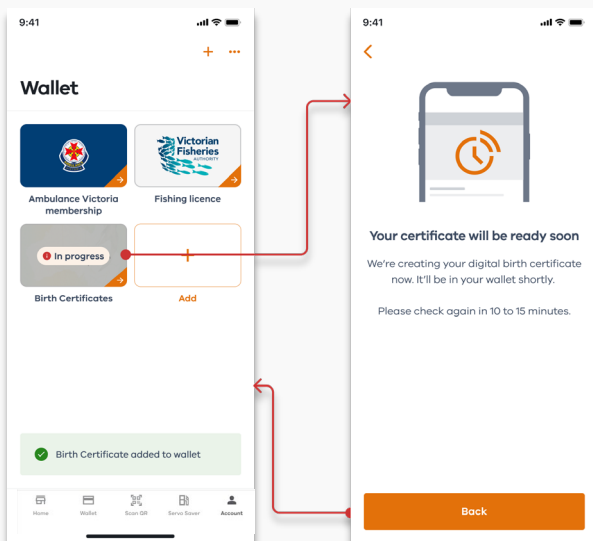 9:41
Wallet
Victorian
Fisheries
AUTHORITY
Ambulance Victoria
membership
Fishing licence
In progress
Birth Certificates
Add
Birth Certificate added to wallet
Home
Wallet
Scan QR
Servo Saver
Account
9:41
Your certificate will be ready soon
We're creating your digital birth certificate
now. It'll be in your wallet shortly.
Please check again in 10 to 15 minutes.
Back